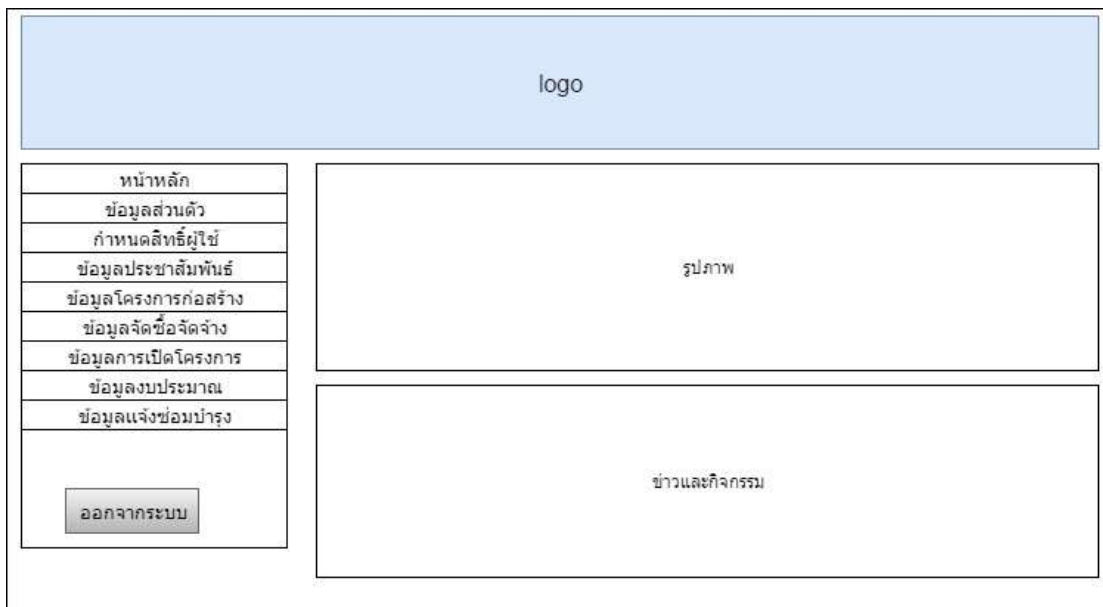 logo
หน้าหลัก
ข้อมูลส่วนตัว
กำหนดสิทธิ์ผู้ใช้
ข้อมูลประชาสัมพันธ์
ข้อมูลโครงการก่อสร้าง
ข้อมูลจัดซื้อจัดจ้าง
ข้อมูลการเปิดโครงการ
ข้อมูลงบประมาณ
ข้อมูลแจ้งซ่อมบำรุง
ออกจากระบบ
รูปภาพ
ข่าวและกิจกรรม